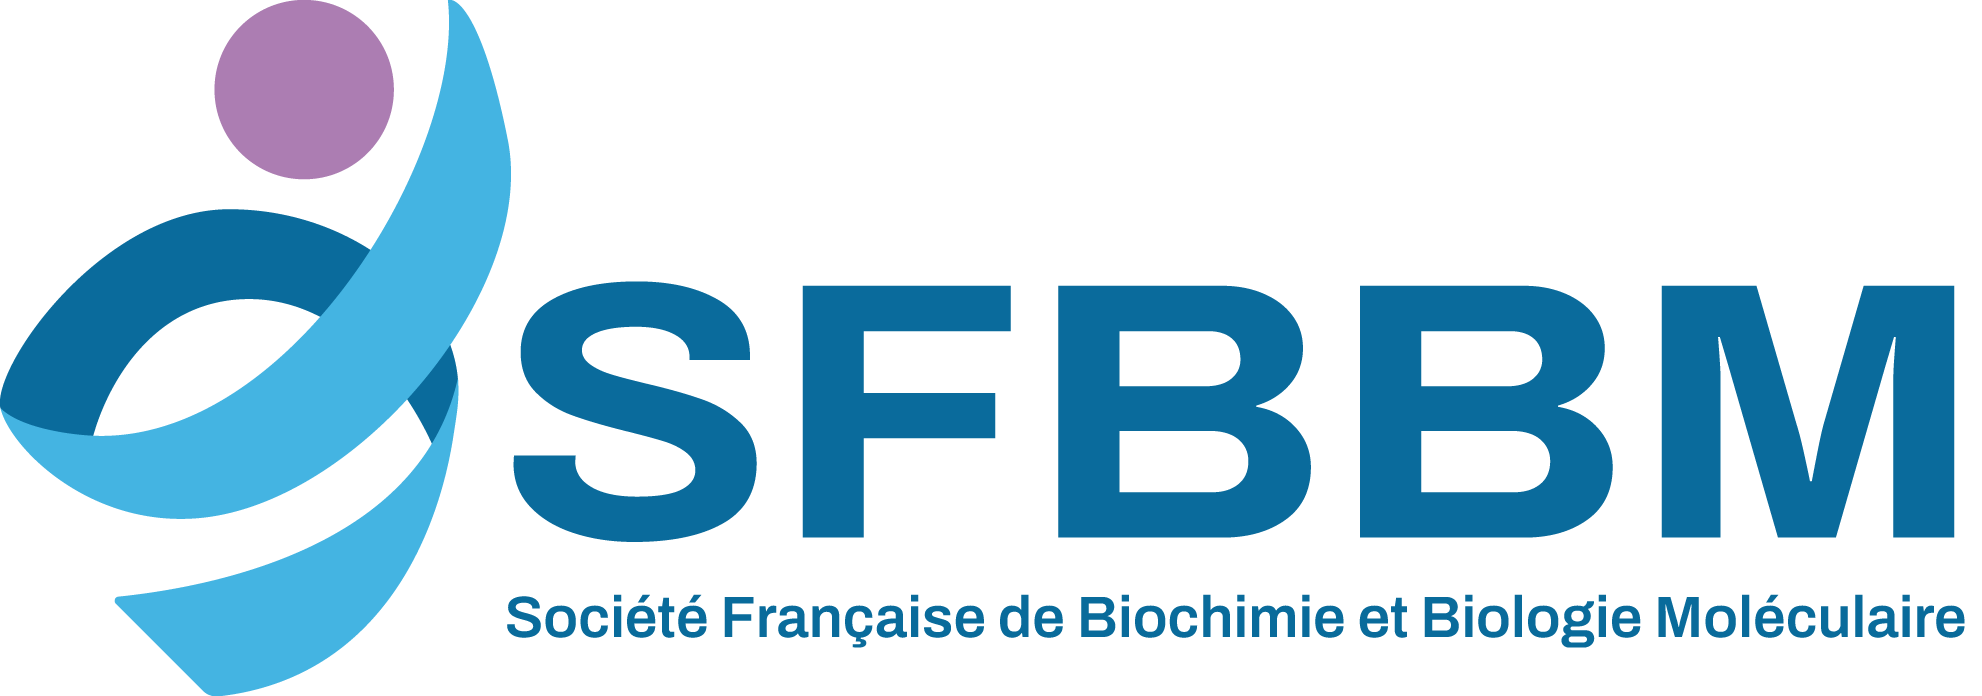 SFBBM
Société Française de Biochimie et Biologie Moléculaire